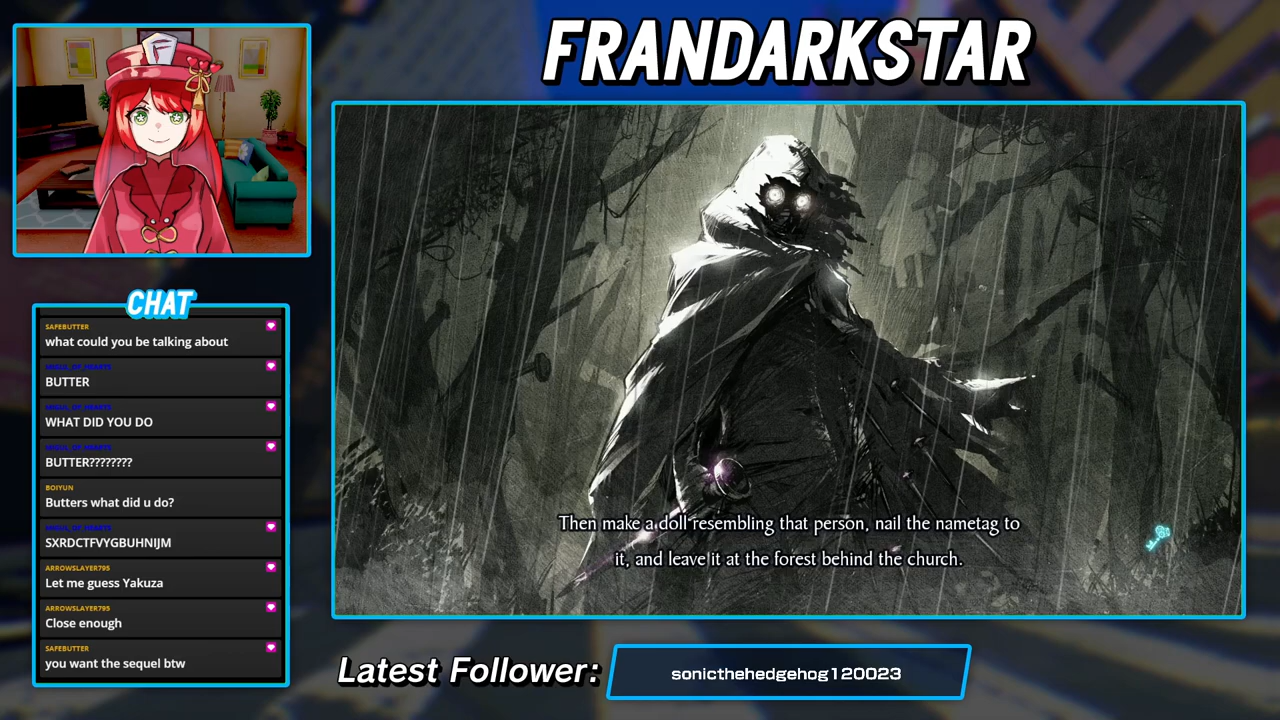 FRANDARKSTAR
CHAT
SAFEBUTTER
what could you be talking about
BUTTER
WHAT DID YOU DO
BUTTER????????
BOIYUN
Butters what did u do?
SXRDCTFVYGBUHNIJM
ARROWSLAYER795
Let me guess Yakuza
ARROWSLAYER795
Close enough
SAFEBUTTER
you want the sequel btw
Then make a doll resembling that person, nail the nametag to
it, and leave it at the forest behind the church.
Latest Follower:
sonicthehedgehog120023